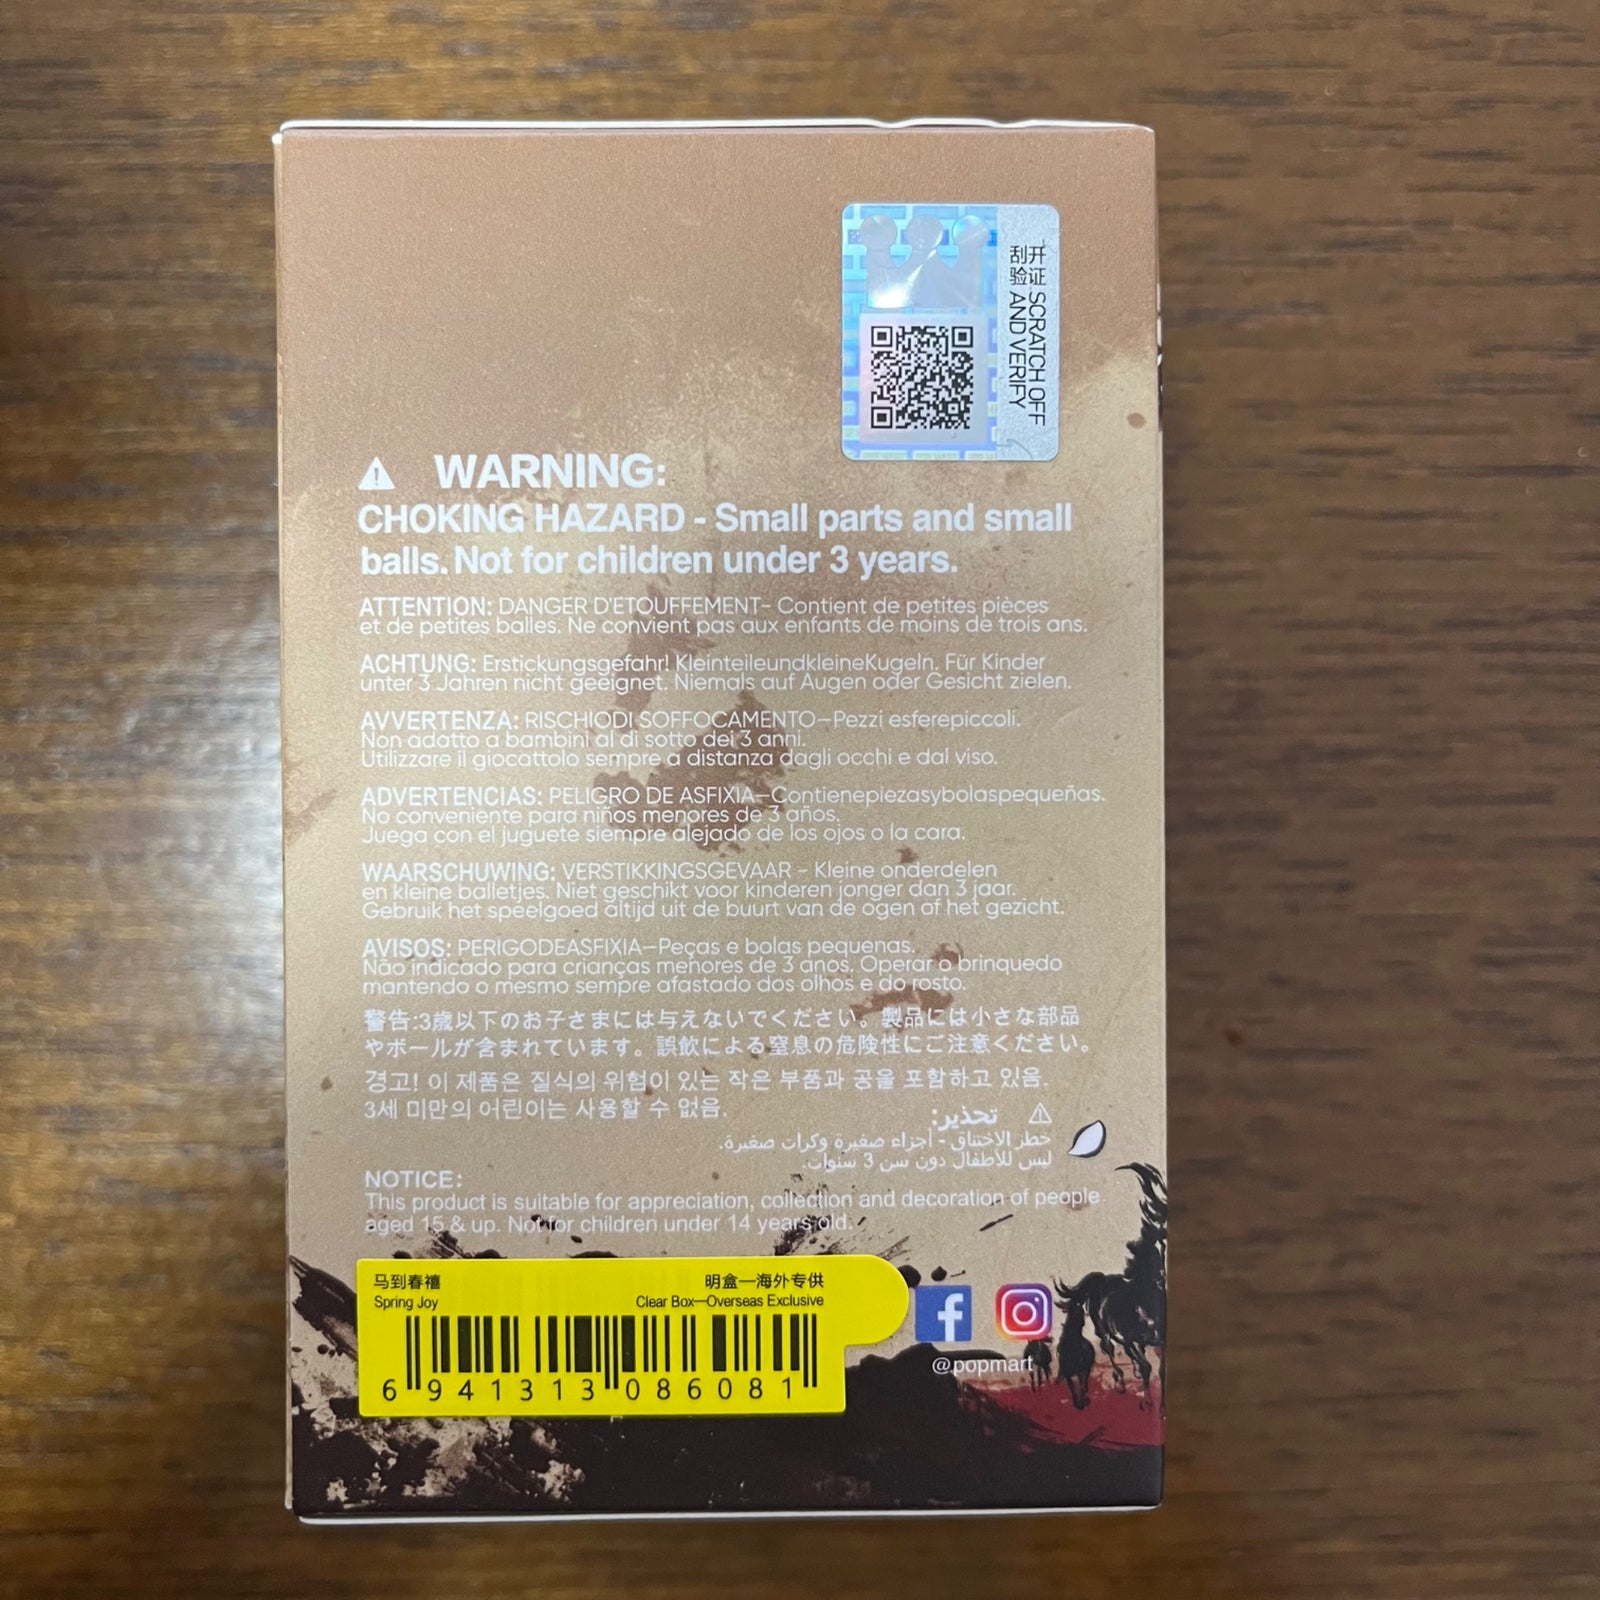 刮开 SCRATCH OFF
验证 AND VERIFY
WARNING:
CHOKING HAZARD - Small parts and small
balls. Not for children under 3 years.
ATTENTION: DANGER D'ETOUFFEMENT- Contient de petites pièces
et de petites balles. Ne convient pas aux enfants de moins de trois ans.
ACHTUNG: Erstickungsgefahr! KleinteileundkleineKugeln. Für Kinder
unter 3 Jahren nicht geeignet. Niemals auf Augen oder Gesicht zielen.
AVVERTENZA: RISCHIODI SOFFOCAMENTO—Pezzi esferepiccoli.
Non adatto a bambini al di sotto dei 3 anni.
Utilizzare il giocattolo sempre a distanza dagli occhi e dal viso.
ADVERTENCIAS: PELIGRO DE ASFIXIA—Contienepiezasybolaspequeñas.
No conveniente para niños menores de 3 años.
Juega con el juguete siempre alejado de los ojos o la cara.
WAARSCHUWING: VERSTIKKINGSGEVAAR - Kleine onderdelen
en kleine balletjes. Niet geschikt voor kinderen jonger dan 3 jaar.
Gebruik het speelgoed altijd uit de buurt van de ogen of het gezicht.
AVISOS: PERIGODEASFIXIA—Peças e bolas pequenas.
Não indicado para crianças menores de 3 anos. Operar o brinquedo
mantendo o mesmo sempre afastado dos olhos e do rosto.
警告:3歳以下のお子さまには与えないでください。製品には小さな部品
やボールが含まれています。誤飲による窒息の危険性にご注意ください。
경고! 이 제품은 질식의 위험이 있는 작은 부품과 공을 포함하고 있음.
3세 미만의 어린이는 사용할 수 없음.
تحذير:
خطر الاختناق - أجزاء صغيرة وكرات صغيرة.
ليس للأطفال دون سن 3 سنوات.
NOTICE:
This product is suitable for appreciation, collection and decoration of people
aged 15 & up. Not for children under 14 years old.
马到春禧 明盒—海外专供
Spring Joy Clear Box—Overseas Exclusive
6 941313 086081
@popmart